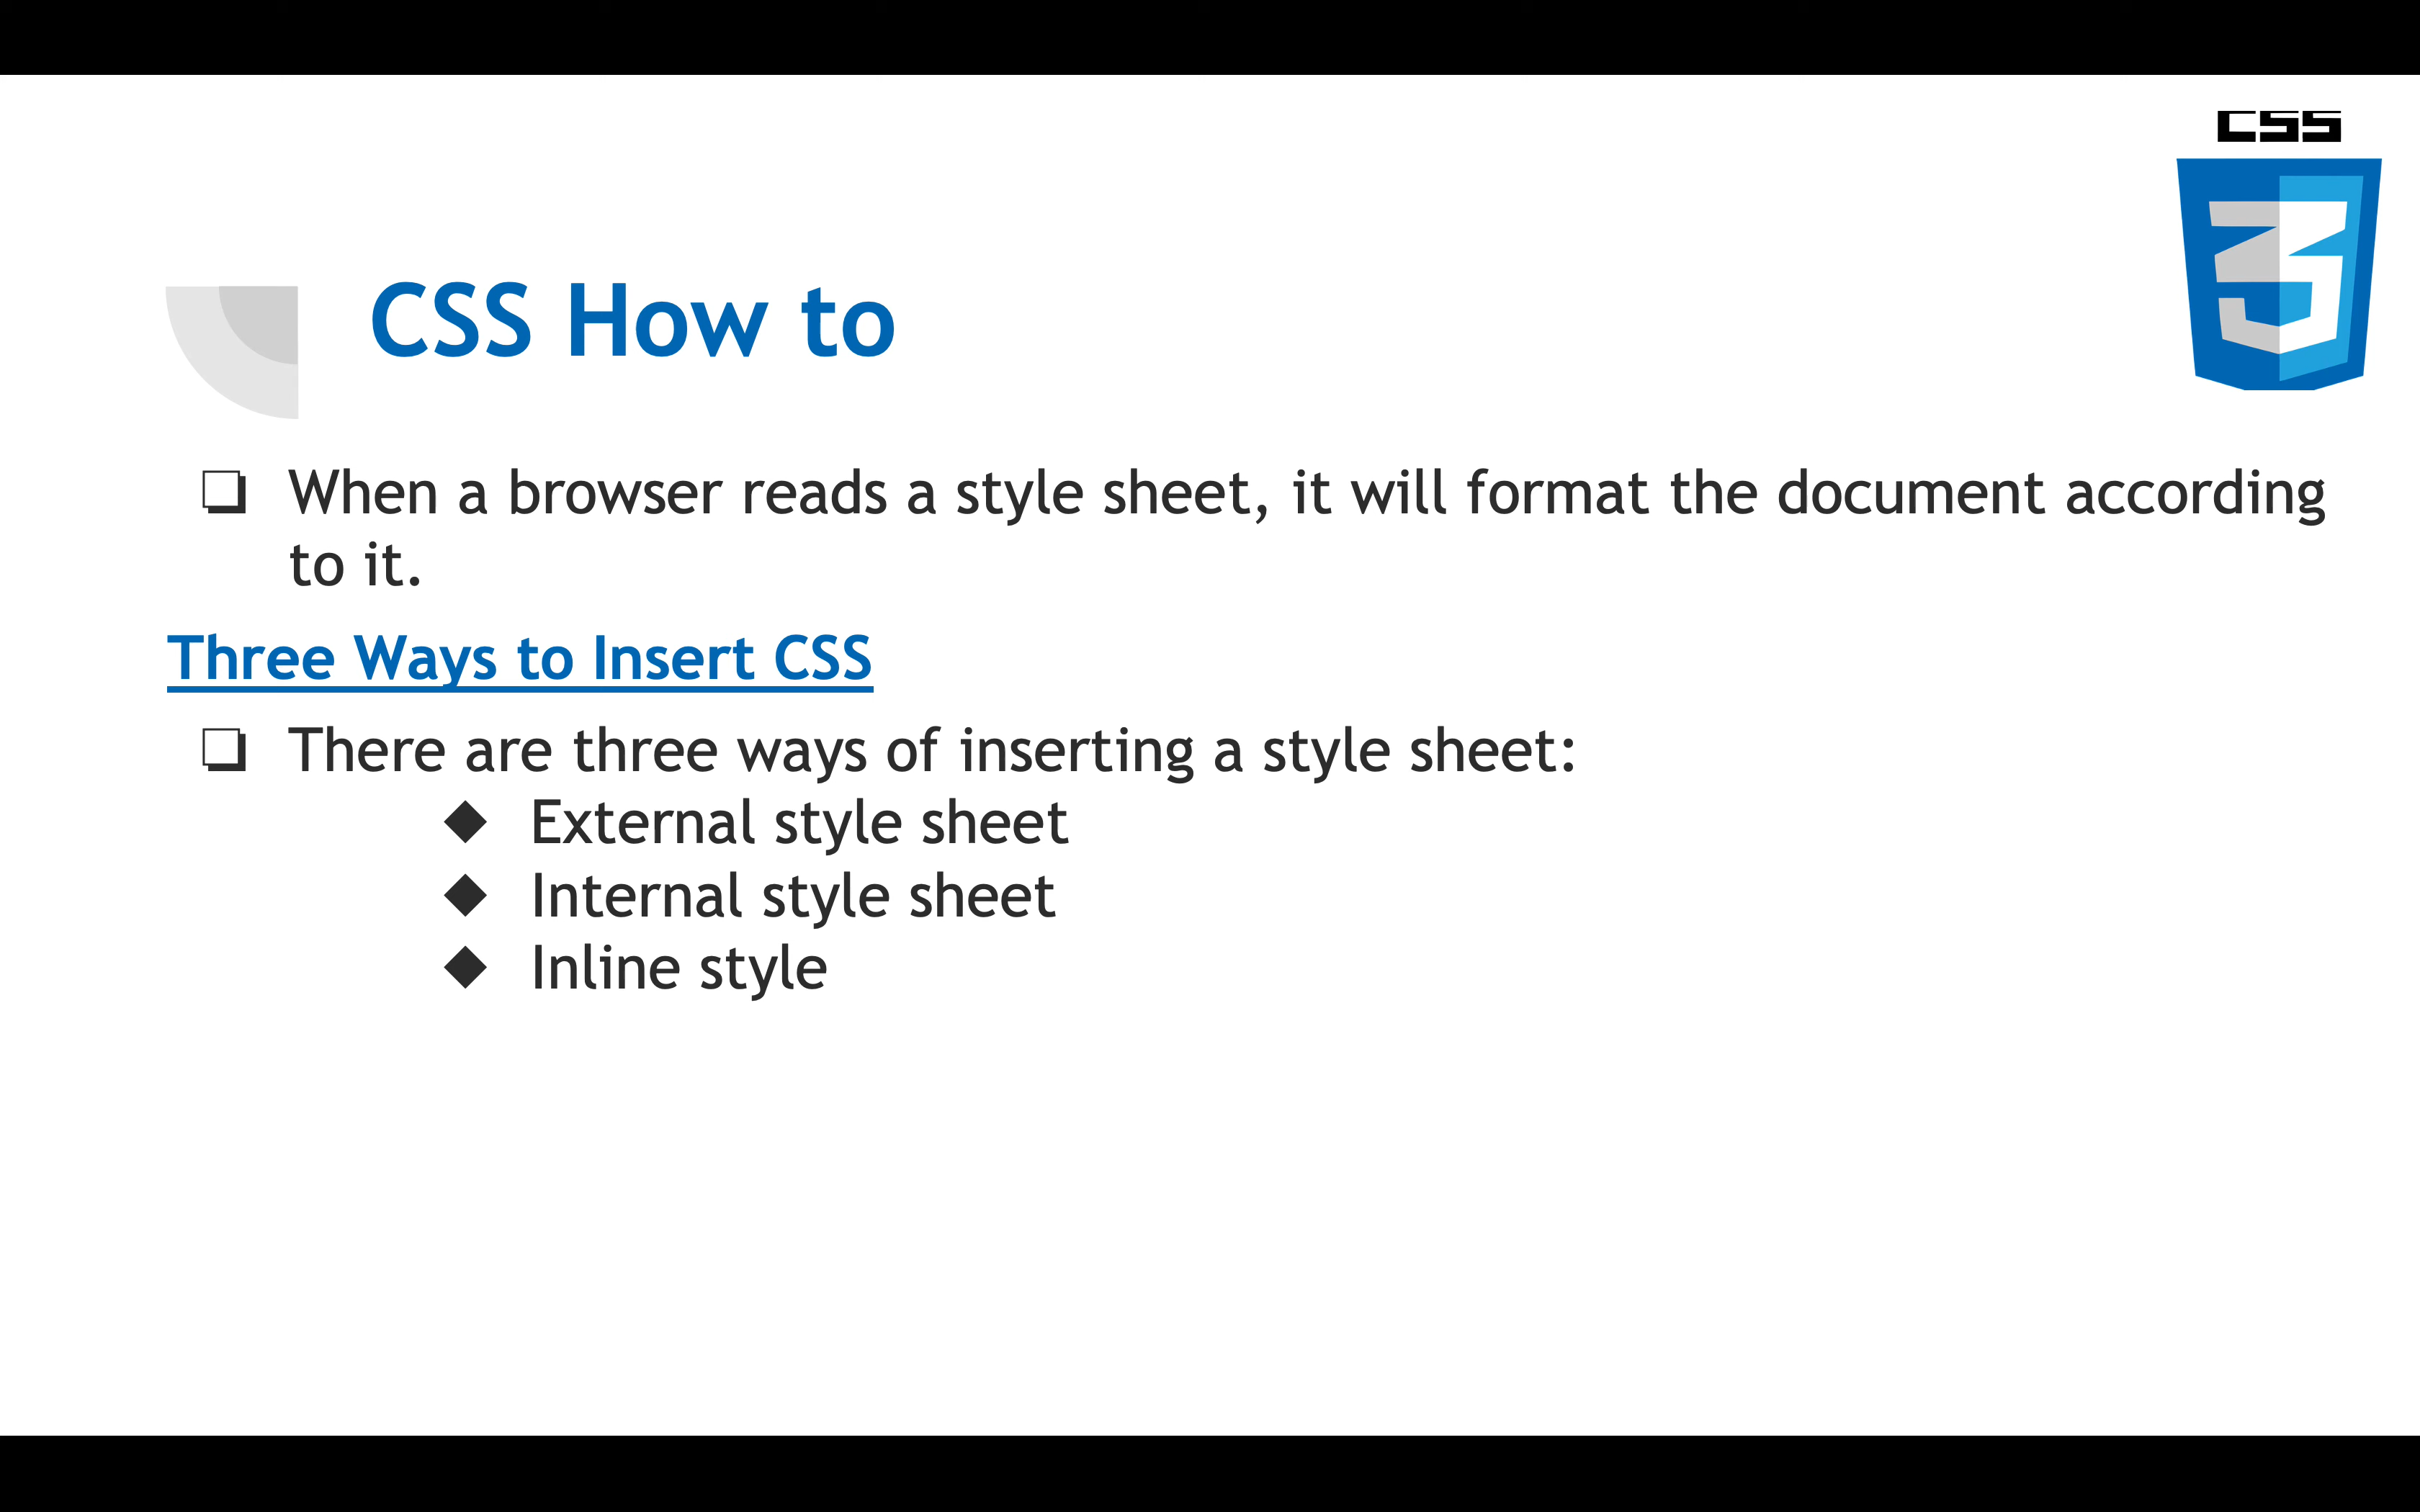 CSS
3
CSS How to
❑ When a browser reads a style sheet, it will format the document according
to it.
Three Ways to Insert CSS
❑ There are three ways of inserting a style sheet:
◆ External style sheet
◆ Internal style sheet
◆ Inline style